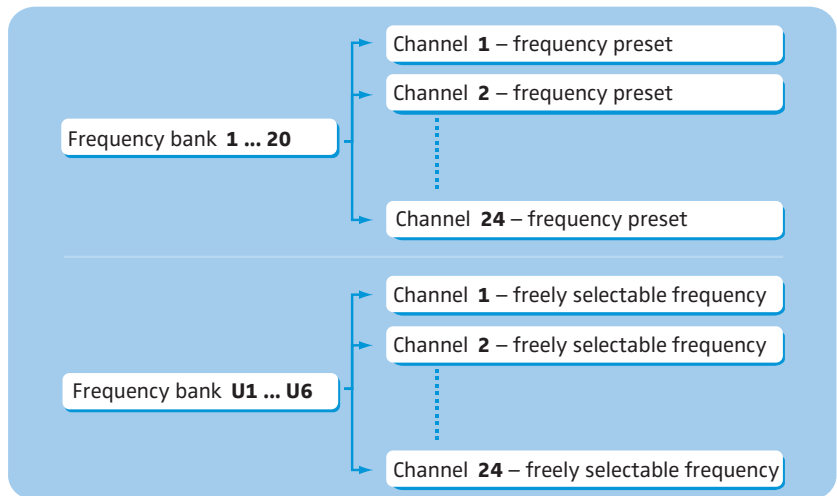 Channel 1 – frequency preset
Channel 2 – frequency preset
Frequency bank 1 ... 20
Channel 24 – frequency preset
Channel 1 – freely selectable frequency
Channel 2 – freely selectable frequency
Frequency bank U1 ... U6
Channel 24 – freely selectable frequency